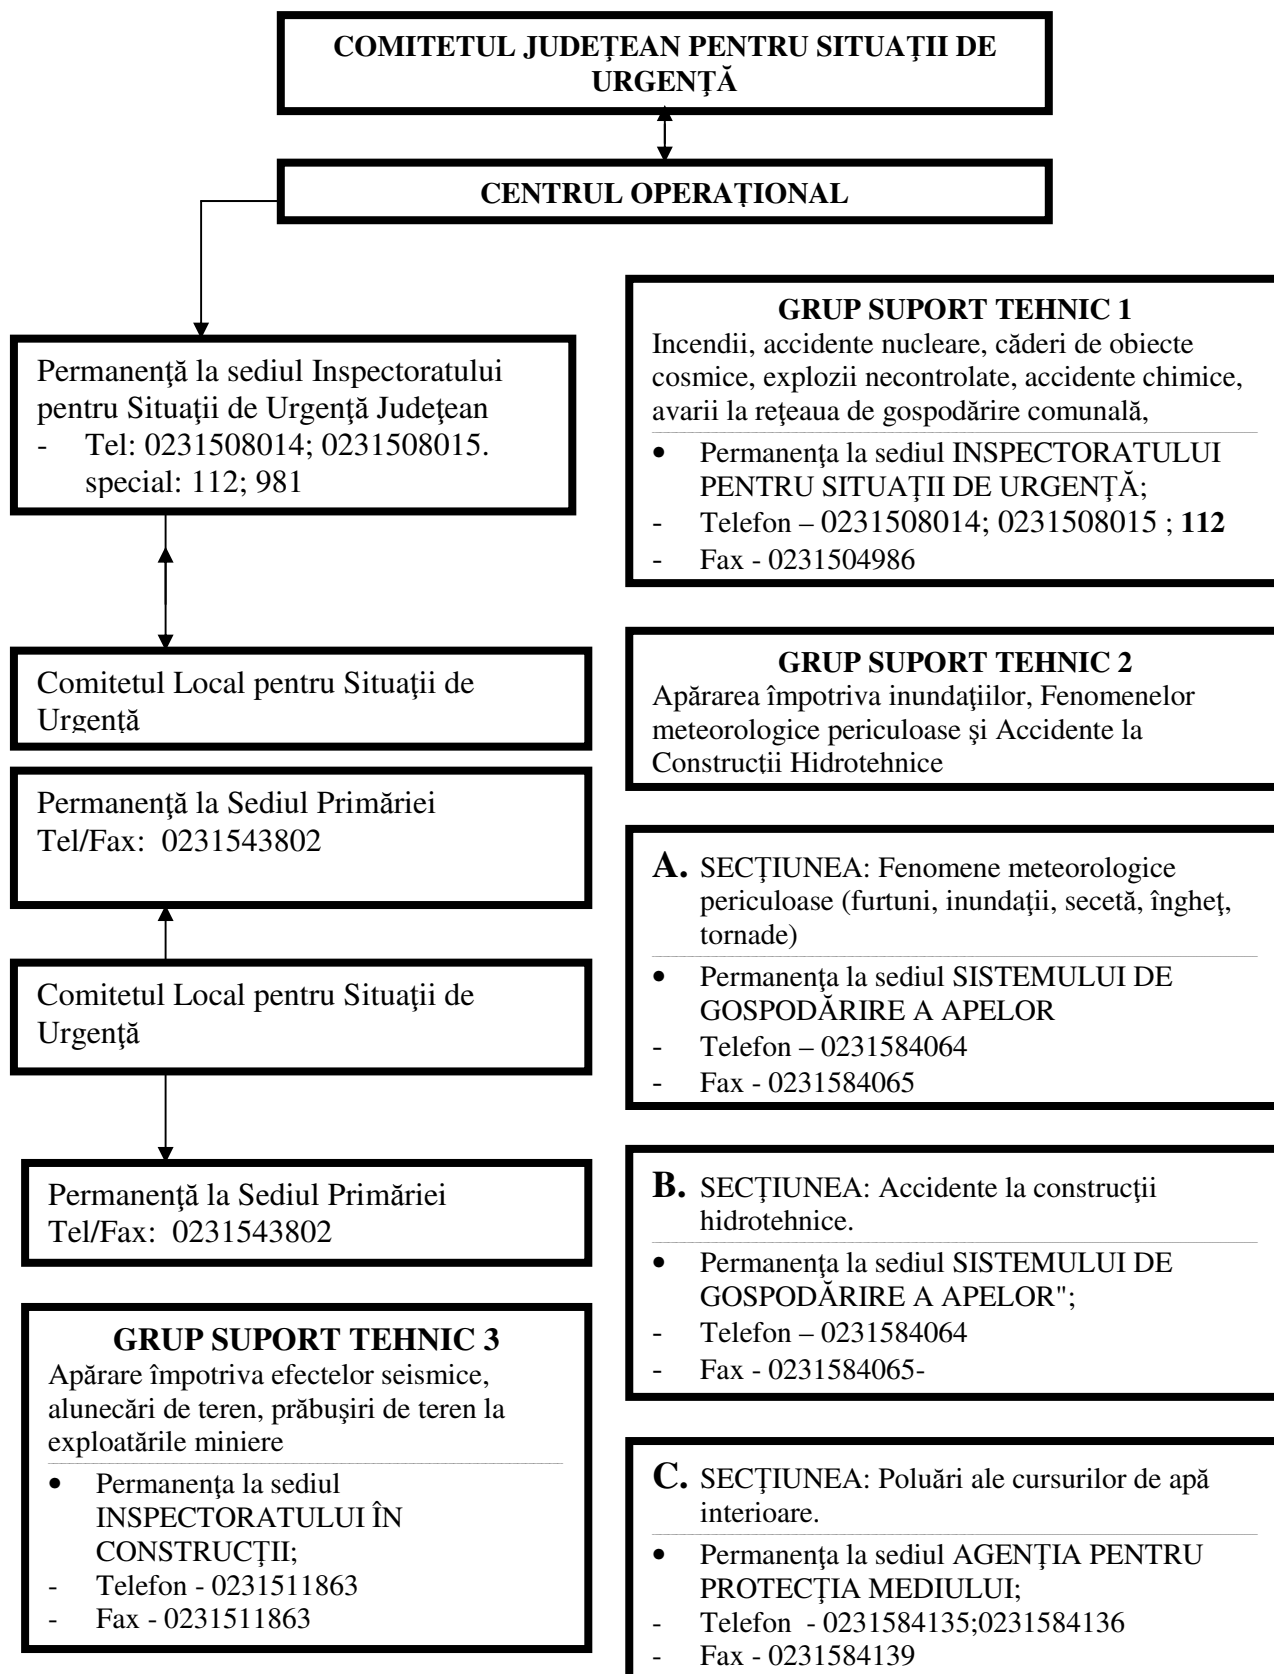 COMITETUL JUDEŢEAN PENTRU SITUAŢII DE
URGENŢĂ
CENTRUL OPERAŢIONAL
Permanenţă la sediul Inspectoratului
pentru Situaţii de Urgenţă Judeţean
- Tel: 0231508014; 0231508015.
special: 112; 981
Comitetul Local pentru Situaţii de
Urgenţă
Permanenţă la Sediul Primăriei
Tel/Fax: 0231543802
Comitetul Local pentru Situaţii de
Urgenţă
Permanenţă la Sediul Primăriei
Tel/Fax: 0231543802
GRUP SUPORT TEHNIC 3
Apărare împotriva efectelor seismice,
alunecări de teren, prăbuşiri de teren la
exploatările miniere
• Permanenţa la sediul
INSPECTORATULUI ÎN
CONSTRUCŢII;
- Telefon - 0231511863
- Fax - 0231511863
GRUP SUPORT TEHNIC 1
Incendii, accidente nucleare, căderi de obiecte
cosmice, explozii necontrolate, accidente chimice,
avarii la reţeaua de gospodărire comunală,
• Permanenţa la sediul INSPECTORATULUI
PENTRU SITUAŢII DE URGENŢĂ;
- Telefon – 0231508014; 0231508015 ; 112
- Fax - 0231504986
GRUP SUPORT TEHNIC 2
Apărarea împotriva inundaţiilor, Fenomenelor
meteorologice periculoase şi Accidente la
Construcţii Hidrotehnice
A. SECŢIUNEA: Fenomene meteorologice
periculoase (furtuni, inundaţii, secetă, îngheţ,
tornade)
• Permanenţa la sediul SISTEMULUI DE
GOSPODĂRIRE A APELOR
- Telefon – 0231584064
- Fax - 0231584065
B. SECŢIUNEA: Accidente la construcţii
hidrotehnice.
• Permanenţa la sediul SISTEMULUI DE
GOSPODĂRIRE A APELOR";
- Telefon – 0231584064
- Fax - 0231584065-
C. SECŢIUNEA: Poluări ale cursurilor de apă
interioare.
• Permanenţa la sediul AGENŢIA PENTRU
PROTECŢIA MEDIULUI;
- Telefon - 0231584135;0231584136
- Fax - 0231584139